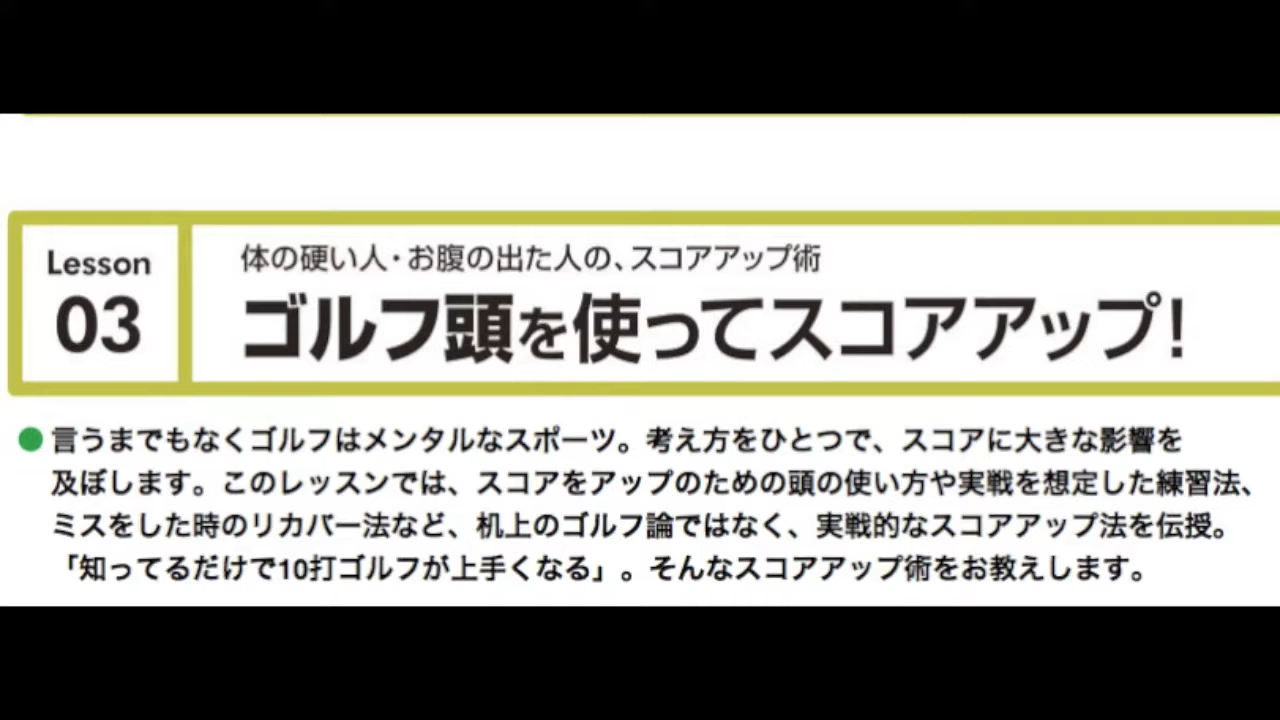 Lesson
03
体の硬い人・お腹の出た人の、スコアアップ術
ゴルフ頭を使ってスコアアップ!
●言うまでもなくゴルフはメンタルなスポーツ。考え方をひとつで、スコアに大きな影響を
及ぼします。このレッスンでは、スコアをアップのための頭の使い方や実戦を想定した練習法、
ミスをした時のリカバー法など、机上のゴルフ論ではなく、実戦的なスコアアップ法を伝授。
「知ってるだけで10打ゴルフが上手くなる」。そんなスコアアップ術をお教えします。